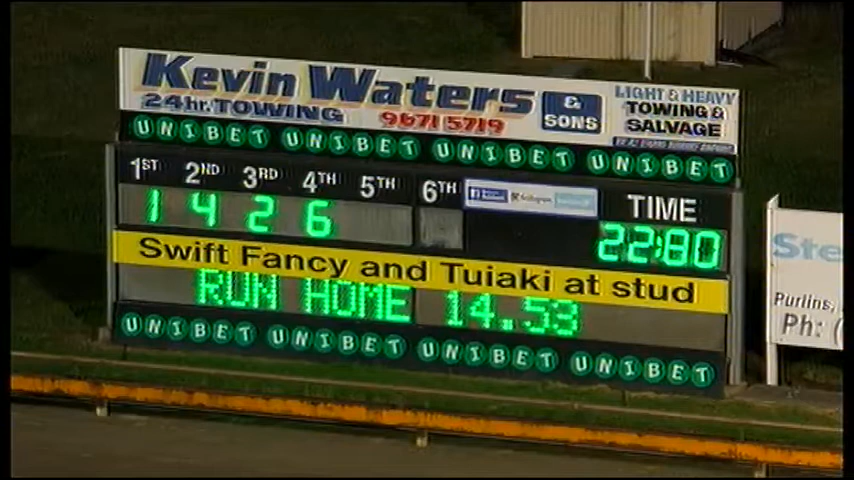 Kevin Waters & SONS
24hr. TOWING 9671 5719
LIGHT & HEAVY
TOWING &
SALVAGE
UNIBET UNIBET UNIBET UNIBET
1ST 2ND 3RD 4TH 5TH 6TH TIME
1 4 2 6 22:80
Swift Fancy and Tuiaki at stud
RUN HOME 14.53
UNIBET UNIBET UNIBET UNIBET
Ste
Purlins,
Ph: (